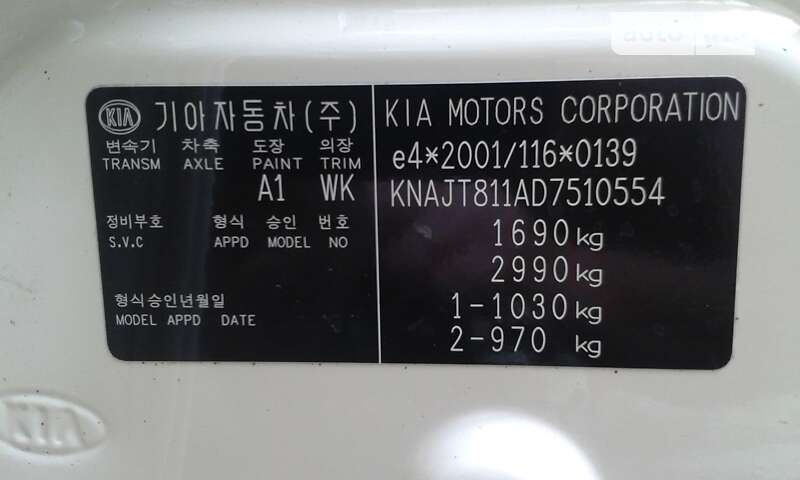 auto
KIA 기아자동차(주)
변속기 차축 도장 의장
TRANSM AXLE PAINT TRIM
A1 WK
정비부호 형식 승인 번호
S.V.C APPD MODEL NO
형식승인년월일
MODEL APPD DATE
KIA MOTORS CORPORATION
e4*2001/116*0139
KNAJT811AD7510554
1690kg
2990kg
1-1030kg
2-970 kg
KIA